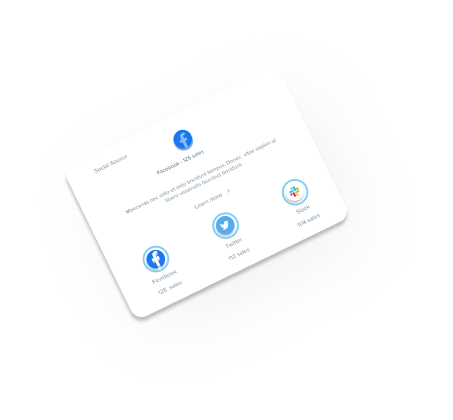 Social Source
Facebook - 125 sales
Maecenas nec odio et ante tincidunt tempus. Donec vitae sapien ut
libero venenatis faucibus tincidunt.
Learn more >
Facebook
125 sales
Twitter
112 sales
Slack
104 sales